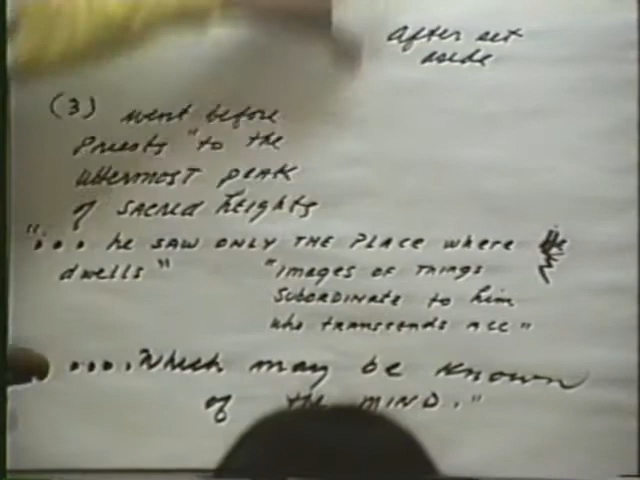 After set
aside
(3) went before
Priests "to the
uttermost peak
of sacred heights
"... he SAW ONLY THE PLACE where He
dwells" "images of things
subordinate to him
who transcends all"
....Which may be known
of the MIND."